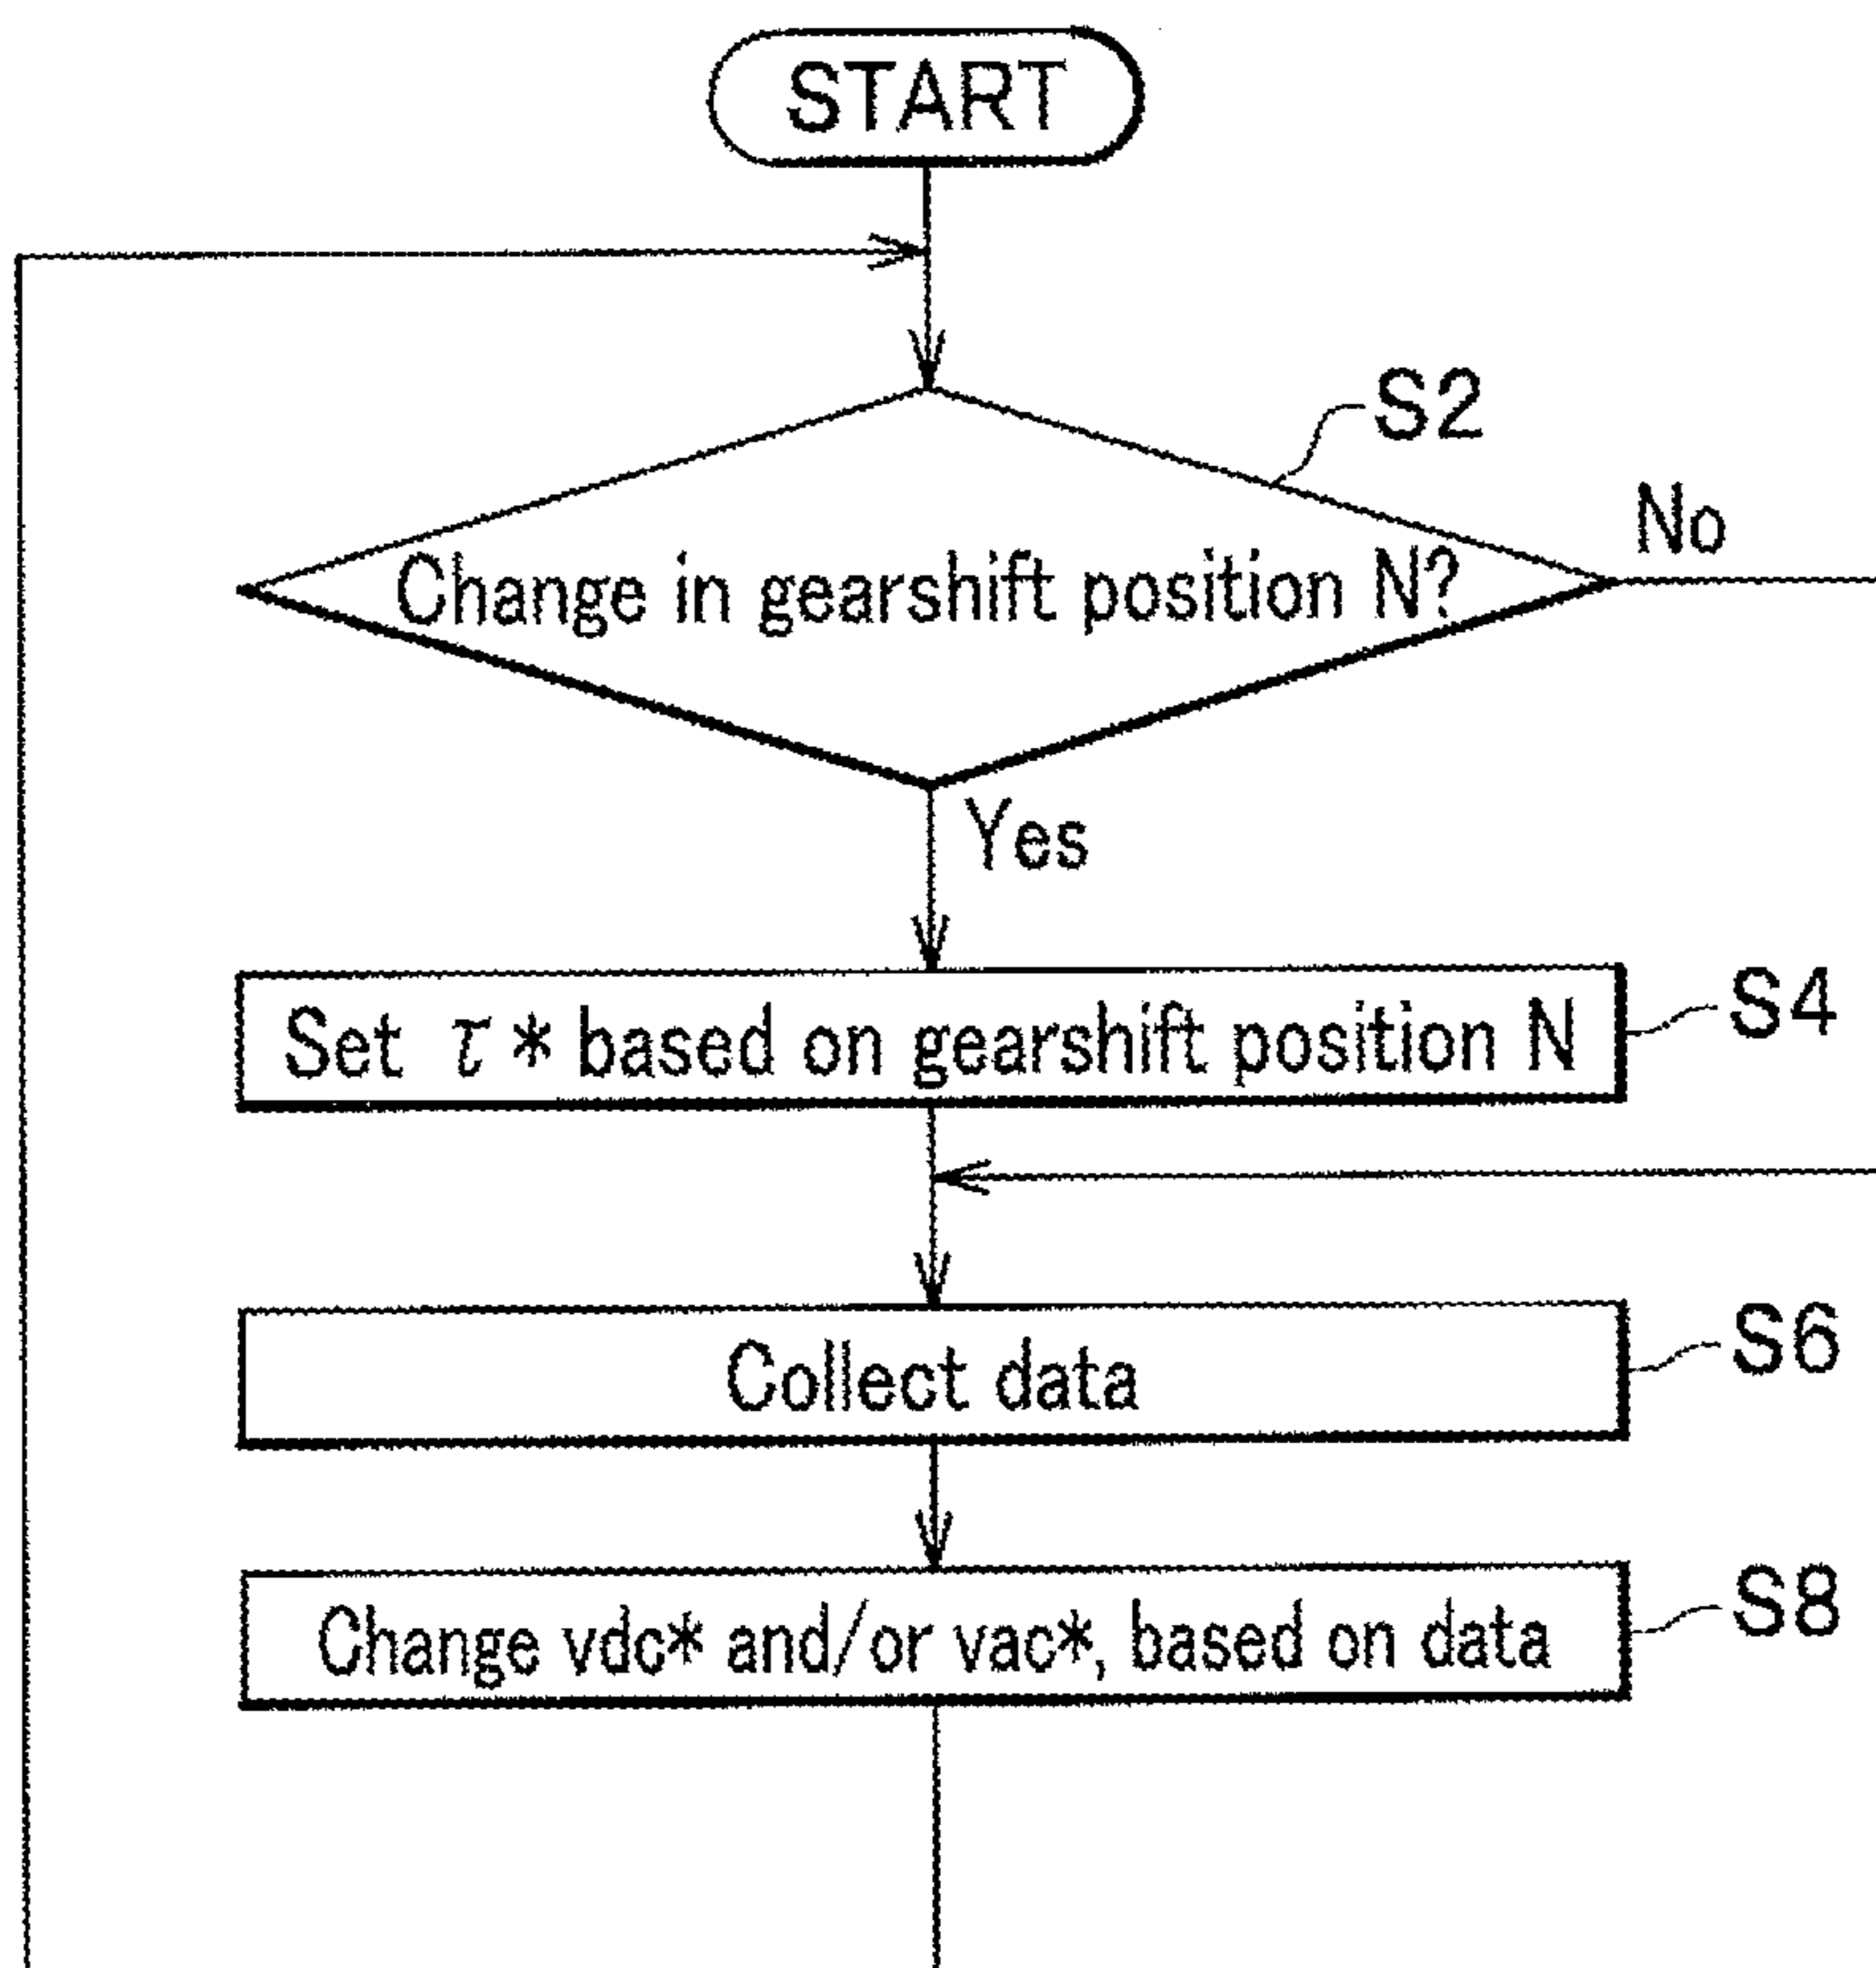 START
S2
No
Change in gearshift position N?
Yes
Set τ* based on gearshift position N
S4
Collect data
S6
Change vdc* and/or vac*, based on data
S8